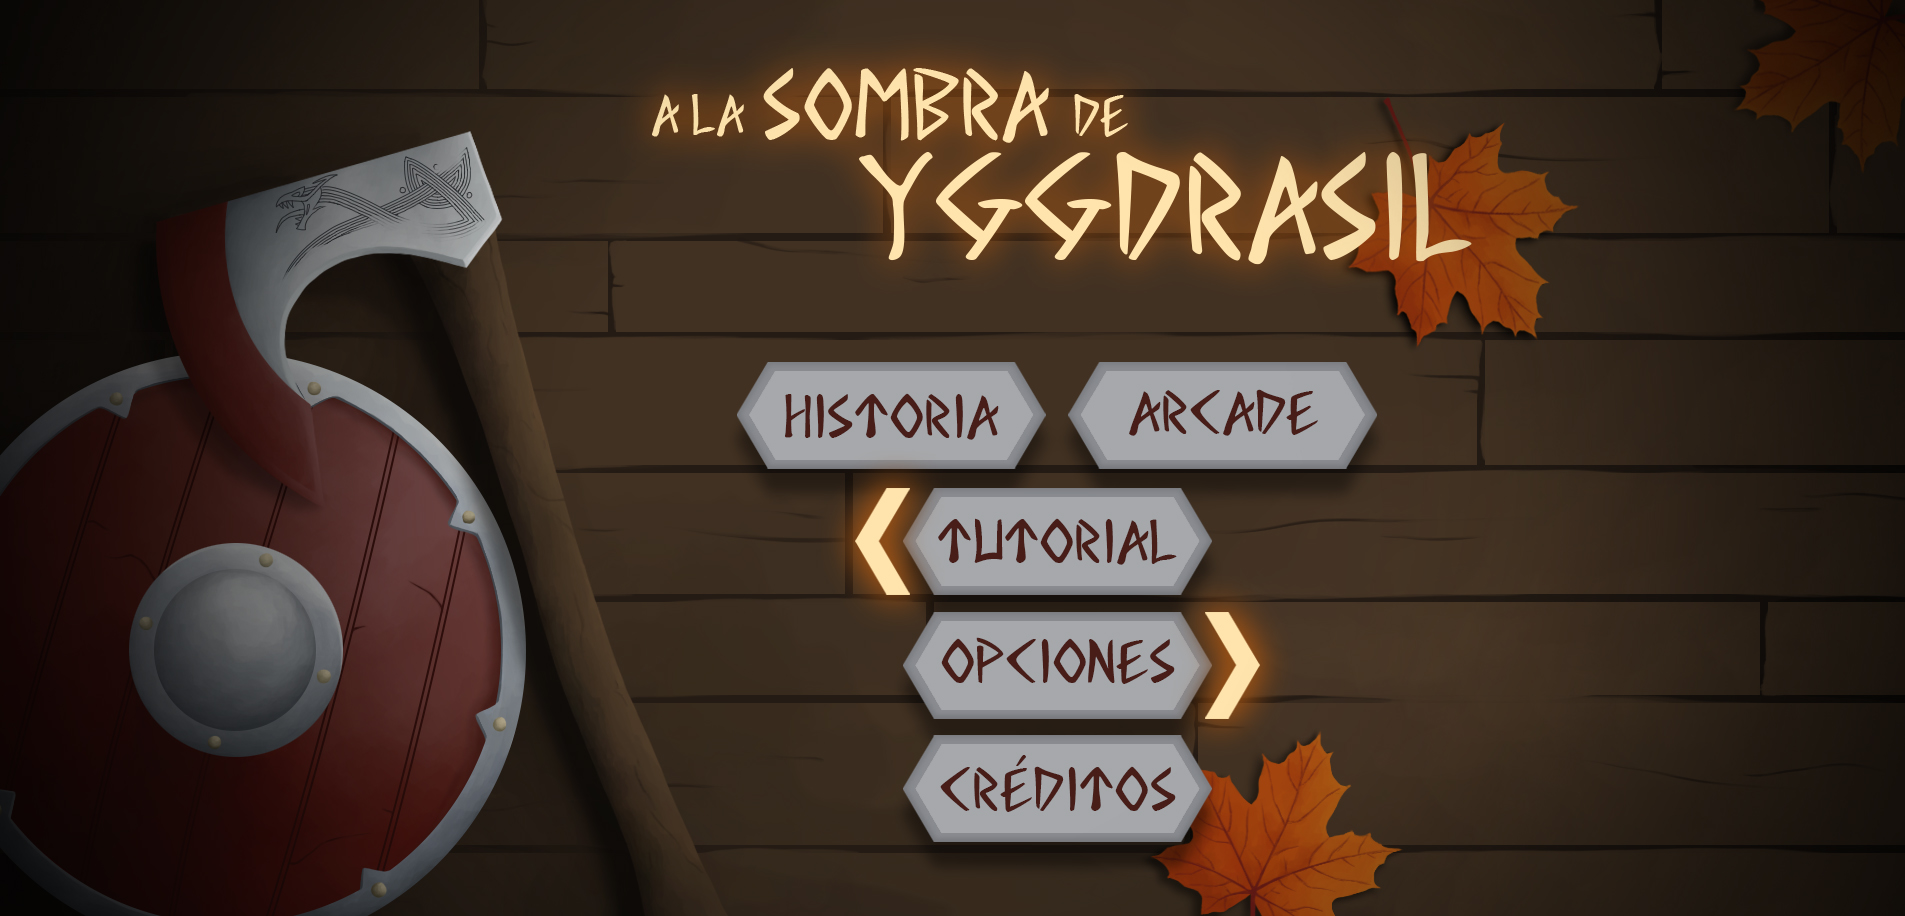 A LA SOMBRA DE
YGGDRASIL
HISTORIA
ARCADE
TUTORIAL
OPCIONES
CRÉDITOS